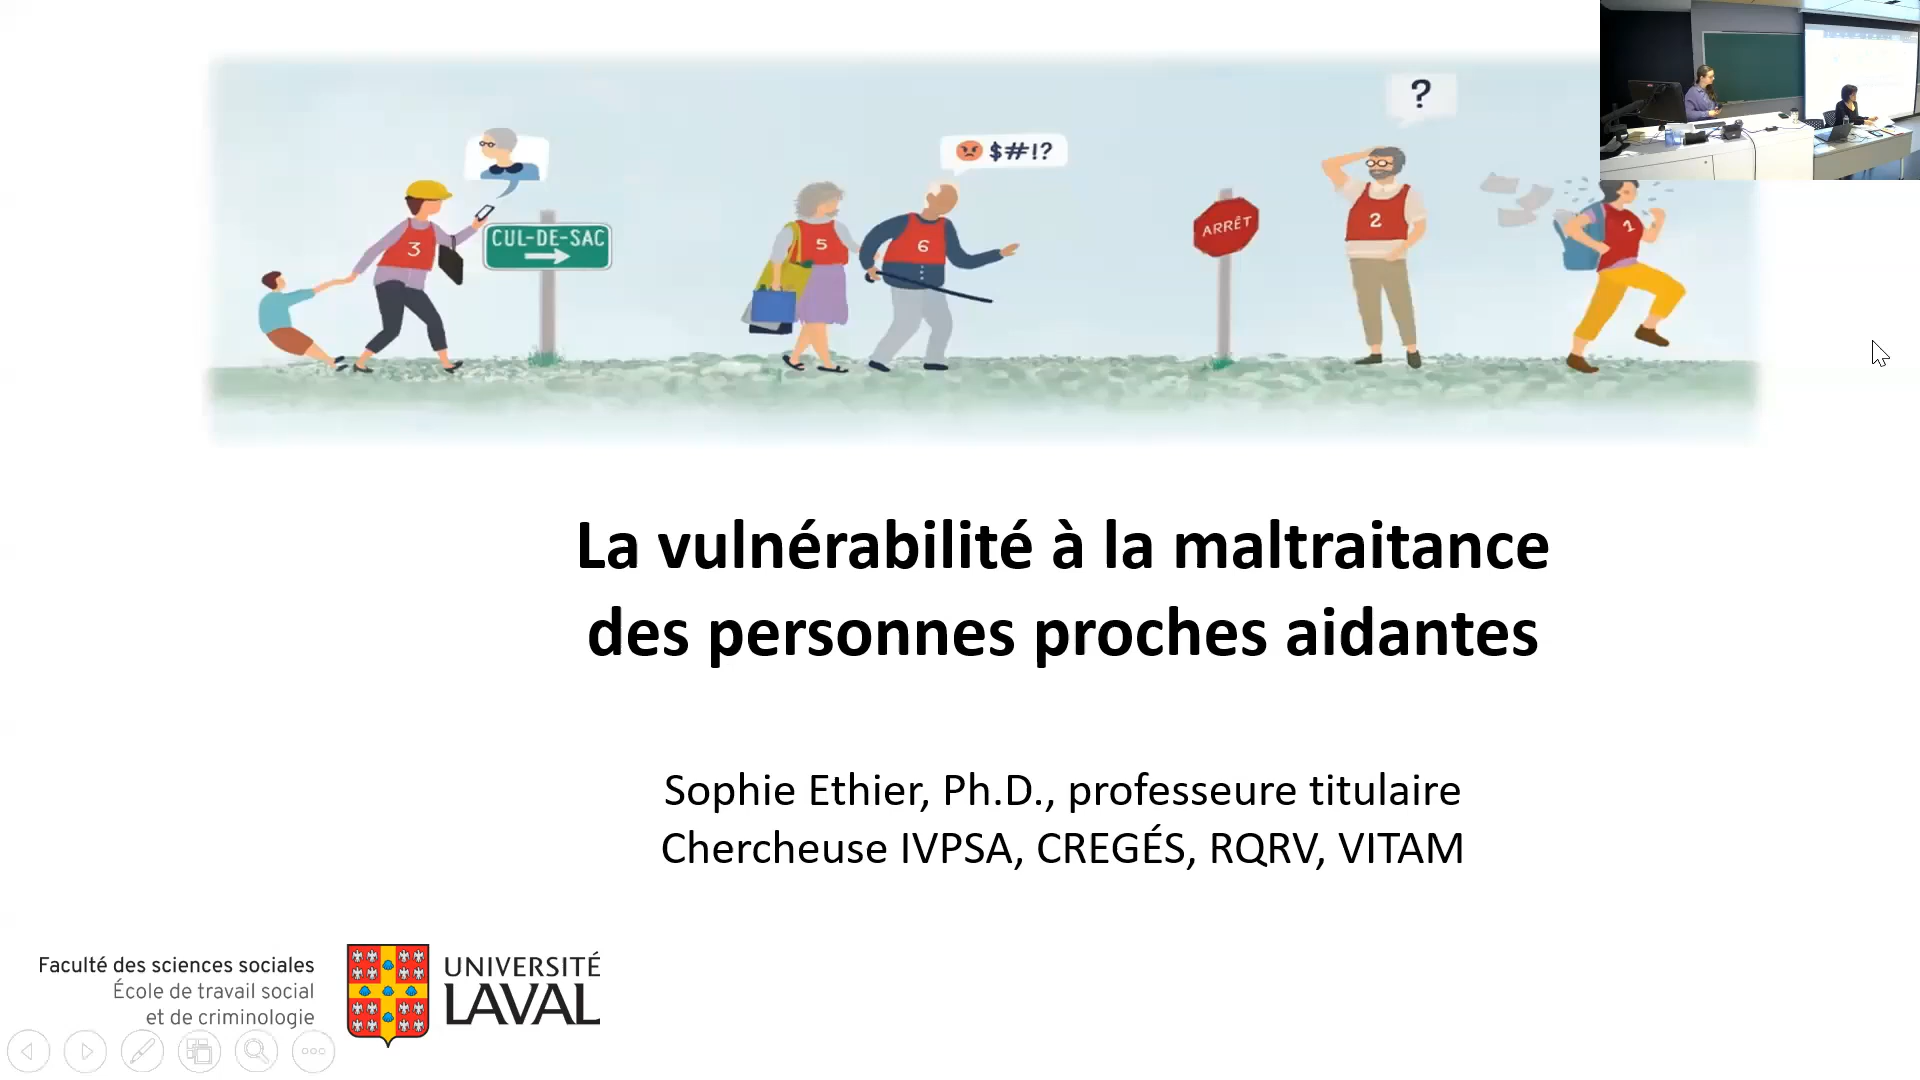 ?
$#!?
CUL-DE-SAC
ARRÊT
3
5
6
2
1
La vulnérabilité à la maltraitance
des personnes proches aidantes
Sophie Ethier, Ph.D., professeure titulaire
Chercheuse IVPSA, CREGÉS, RQRV, VITAM
Faculté des sciences sociales
École de travail social
et de criminologie
UNIVERSITÉ
LAVAL